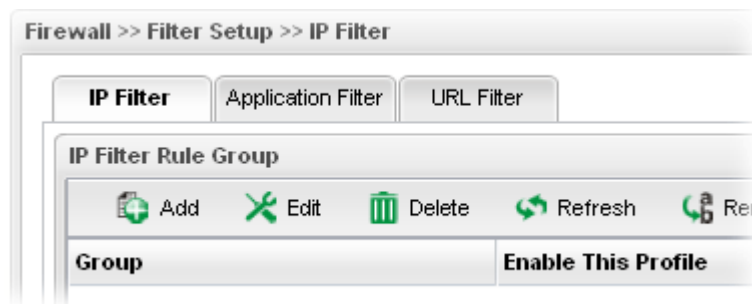 Firewall >> Filter Setup >> IP Filter
IP Filter Application Filter URL Filter
IP Filter Rule Group
Add Edit Delete Refresh
Group Enable This Profile